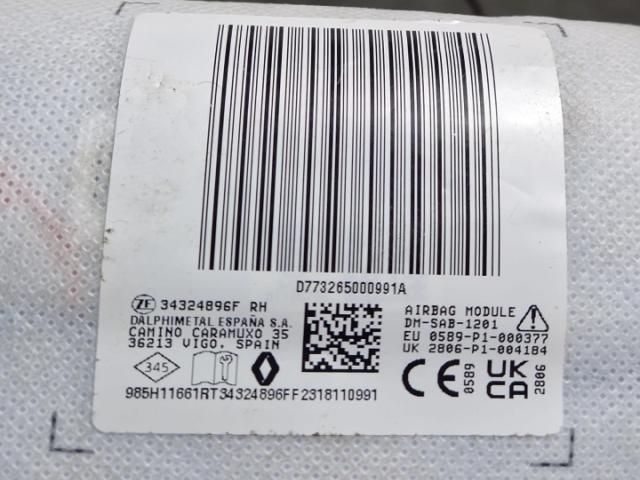 D773265000991A
ZF 34324896F RH
DALPHIMETAL ESPAÑA S.A.
CAMINO CARAMUXO 35
36213 VIGO, SPAIN
345
985H11661RT34324896FF2318110991
AIRBAG MODULE
DM-SAB-1201
EU 0589-P1-000377
UK 2806-P1-004184
CE 0589
UK CA 2806